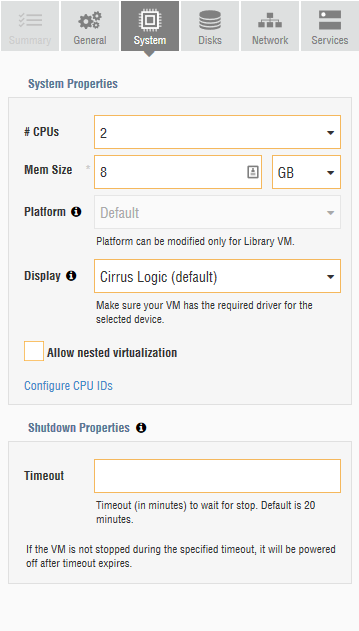 Summary General System Disks Network Services
System Properties
# CPUs 2
Mem Size * 8 GB
Platform Default
Platform can be modified only for Library VM.
Display Cirrus Logic (default)
Make sure your VM has the required driver for the
selected device.
Allow nested virtualization
Configure CPU IDs
Shutdown Properties
Timeout
Timeout (in minutes) to wait for stop. Default is 20
minutes.
If the VM is not stopped during the specified timeout, it will be powered
off after timeout expires.